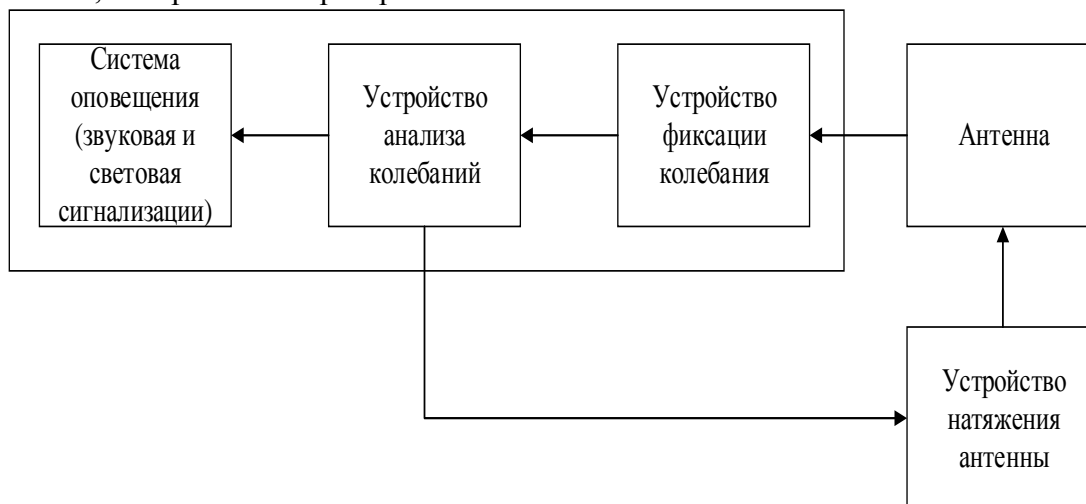 Система
оповещения
(звуковая и
световая
сигнализации)
Устройство
анализа
колебаний
Устройство
фиксации
колебания
Антенна
Устройство
натяжения
антенны